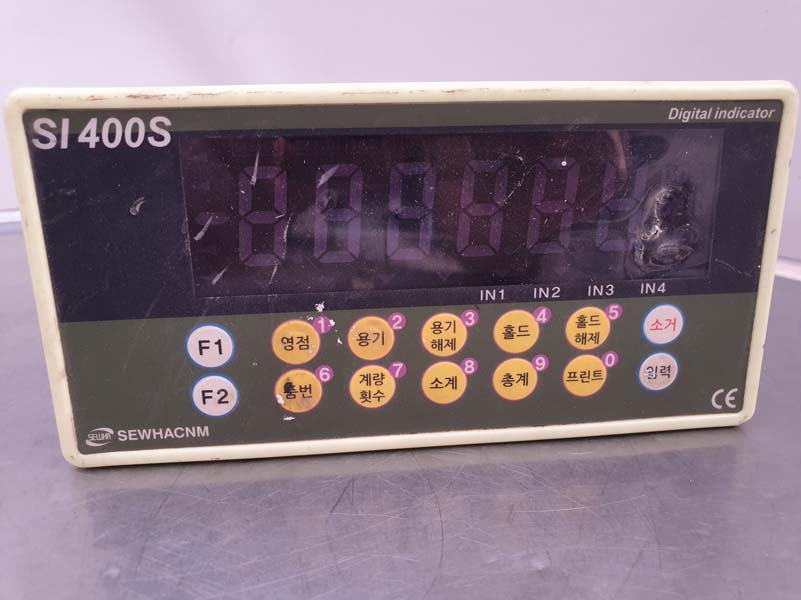 SI 400S
Digital indicator
IN1 IN2 IN3 IN4
F1
영점 1
용기 2
용기 해제 3
홀드 4
홀드 해제 5
소거
F2
품번 6
계량 횟수 7
소계 8
총계 9
프린트 0
입력
SEWHA SEWHACNM
CE